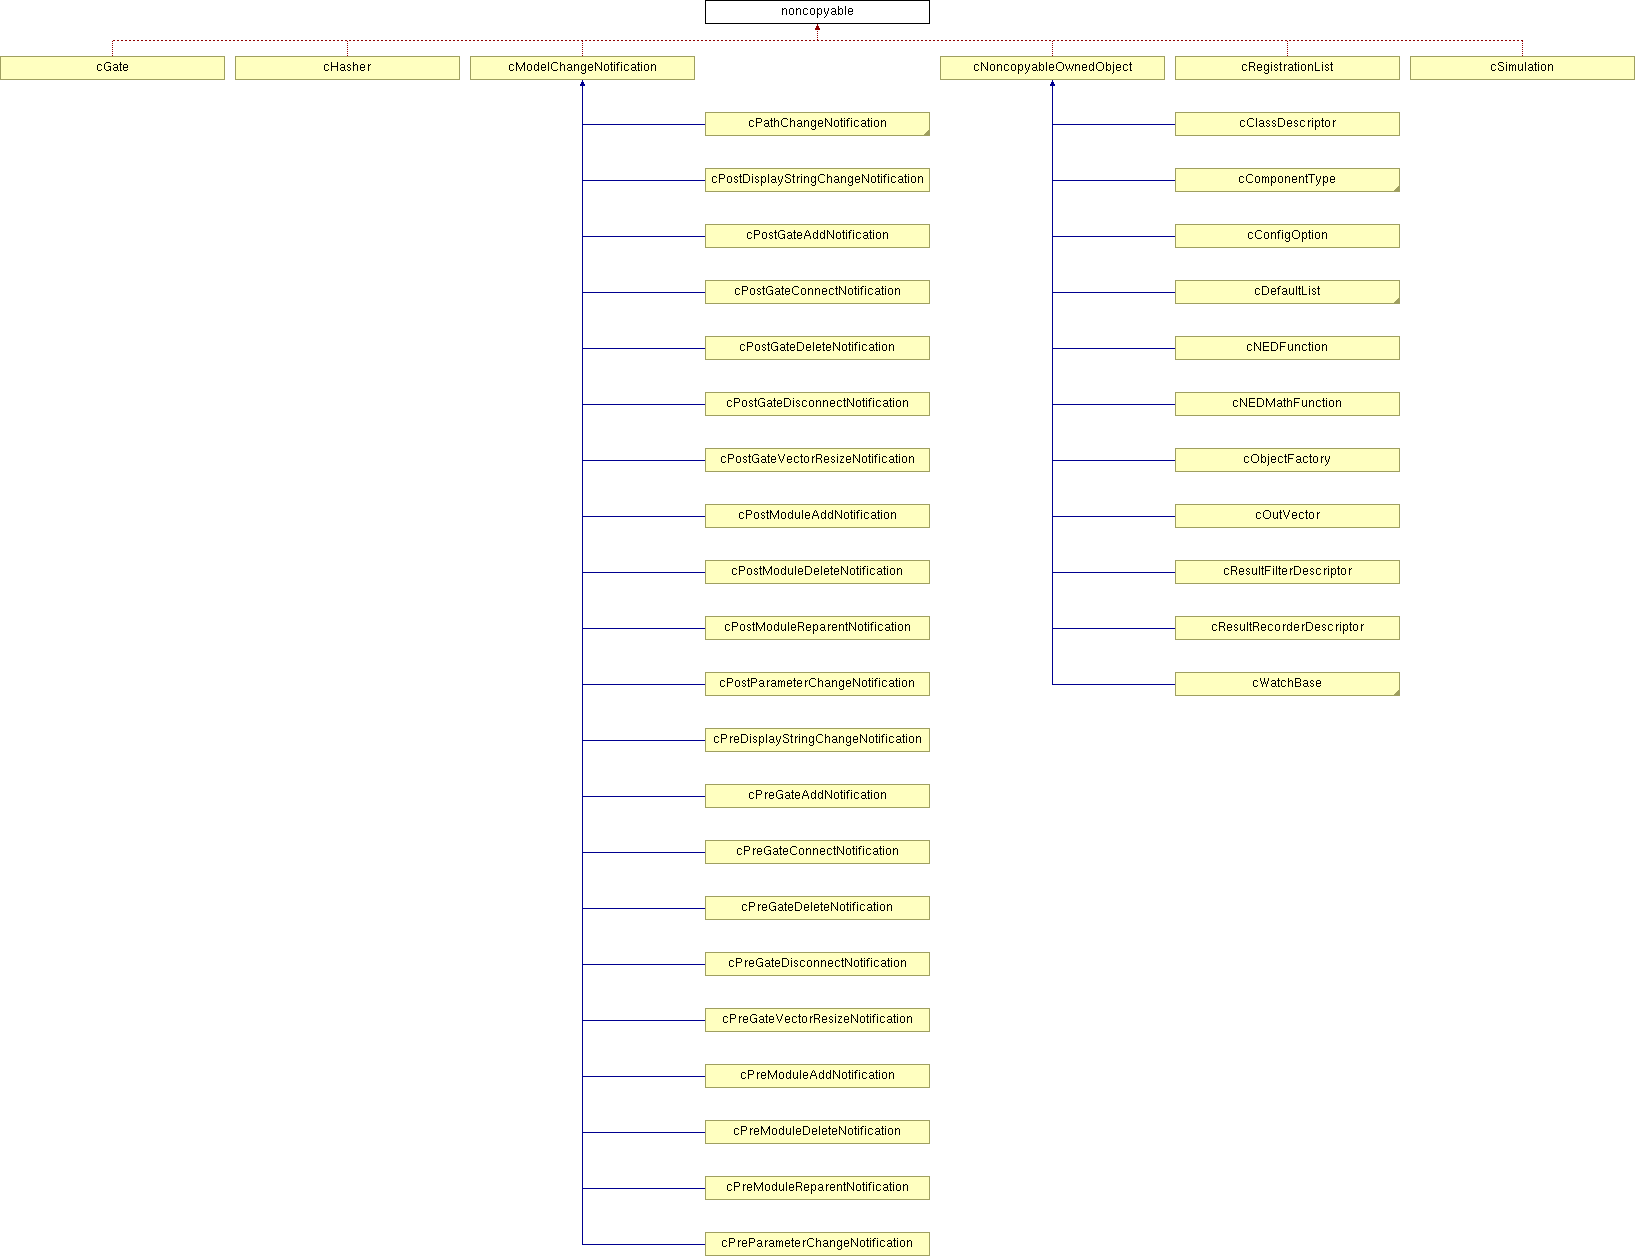 noncopyable
cGate
cHasher
cModelChangeNotification
cNoncopyableOwnedObject
cRegistrationList
cSimulation
cPathChangeNotification
cClassDescriptor
cPostDisplayStringChangeNotification
cComponentType
cPostGateAddNotification
cConfigOption
cPostGateConnectNotification
cDefaultList
cPostGateDeleteNotification
cNEDFunction
cPostGateDisconnectNotification
cNEDMathFunction
cPostGateVectorResizeNotification
cObjectFactory
cPostModuleAddNotification
cOutVector
cPostModuleDeleteNotification
cResultFilterDescriptor
cPostModuleReparentNotification
cResultRecorderDescriptor
cPostParameterChangeNotification
cWatchBase
cPreDisplayStringChangeNotification
cPreGateAddNotification
cPreGateConnectNotification
cPreGateDeleteNotification
cPreGateDisconnectNotification
cPreGateVectorResizeNotification
cPreModuleAddNotification
cPreModuleDeleteNotification
cPreModuleReparentNotification
cPreParameterChangeNotification